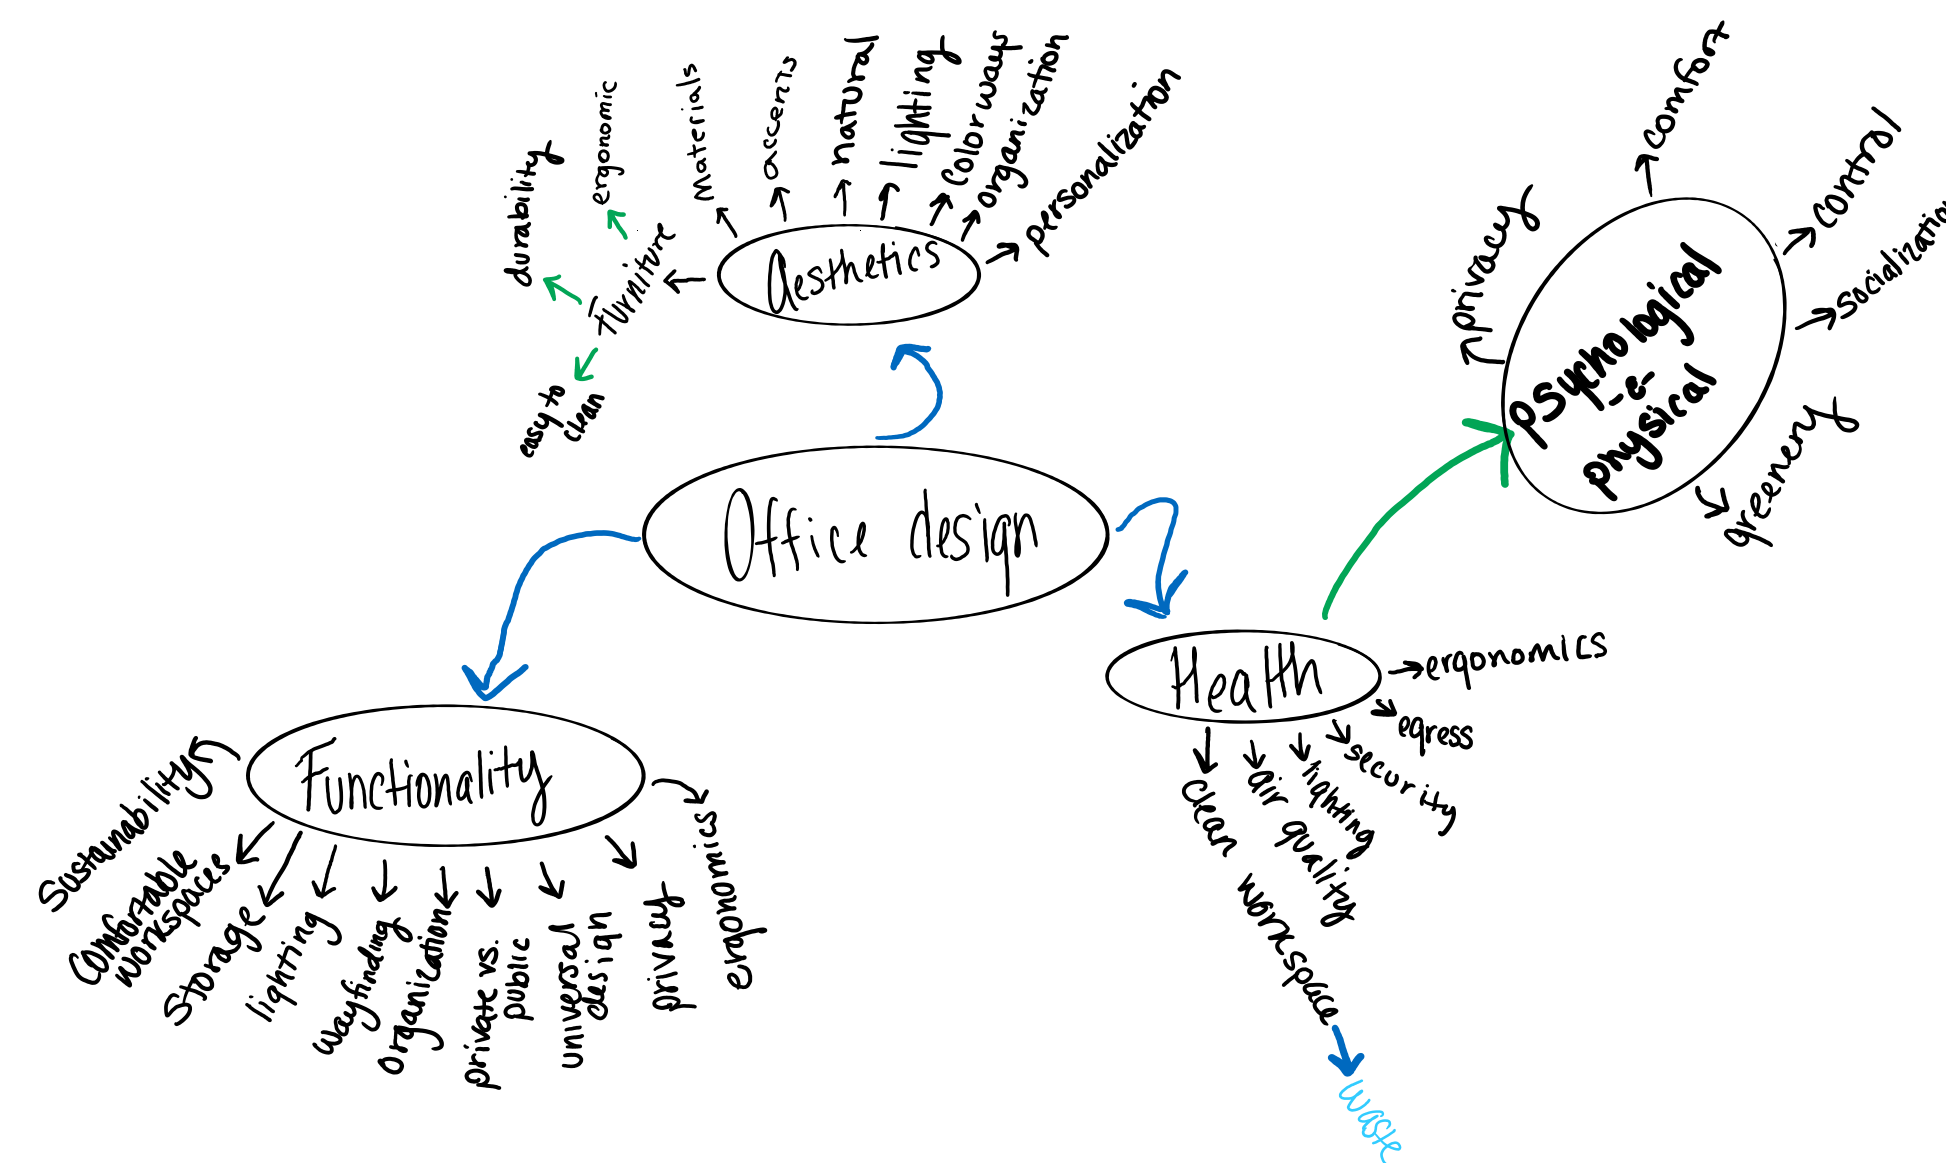 Office design
Aesthetics
Furniture
durability
ergonomic
easy to
clean
Materials
accents
natural
lighting
colorways
organization
personalization
Functionality
Sustainability
Comfortable
workspaces
Storage
lighting
wayfinding
organization
private vs.
public
universal
design
privacy
ergonomics
Health
ergonomics
egress
security
lighting
air quality
clean workspace
waste
psychological
-&-
physical
privacy
comfort
control
socialization
greenery